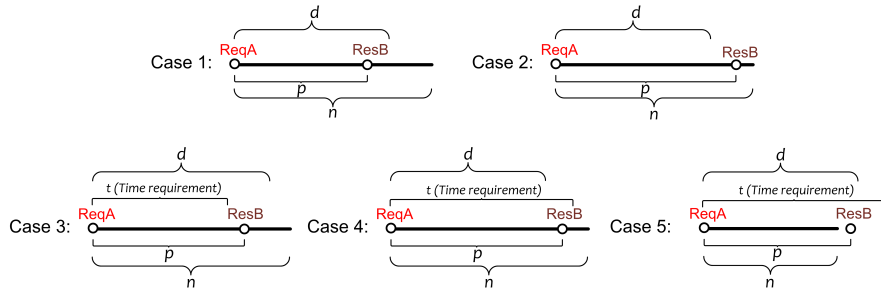 d
d
ReqA
ResB
ReqA
ResB
Case 1:
Case 2:
p
p
n
n
d
d
d
t (Time requirement)
t (Time requirement)
t (Time requirement)
ReqA
ResB
ReqA
ResB
ReqA
ResB
Case 3:
Case 4:
Case 5:
p
p
p
n
n
n